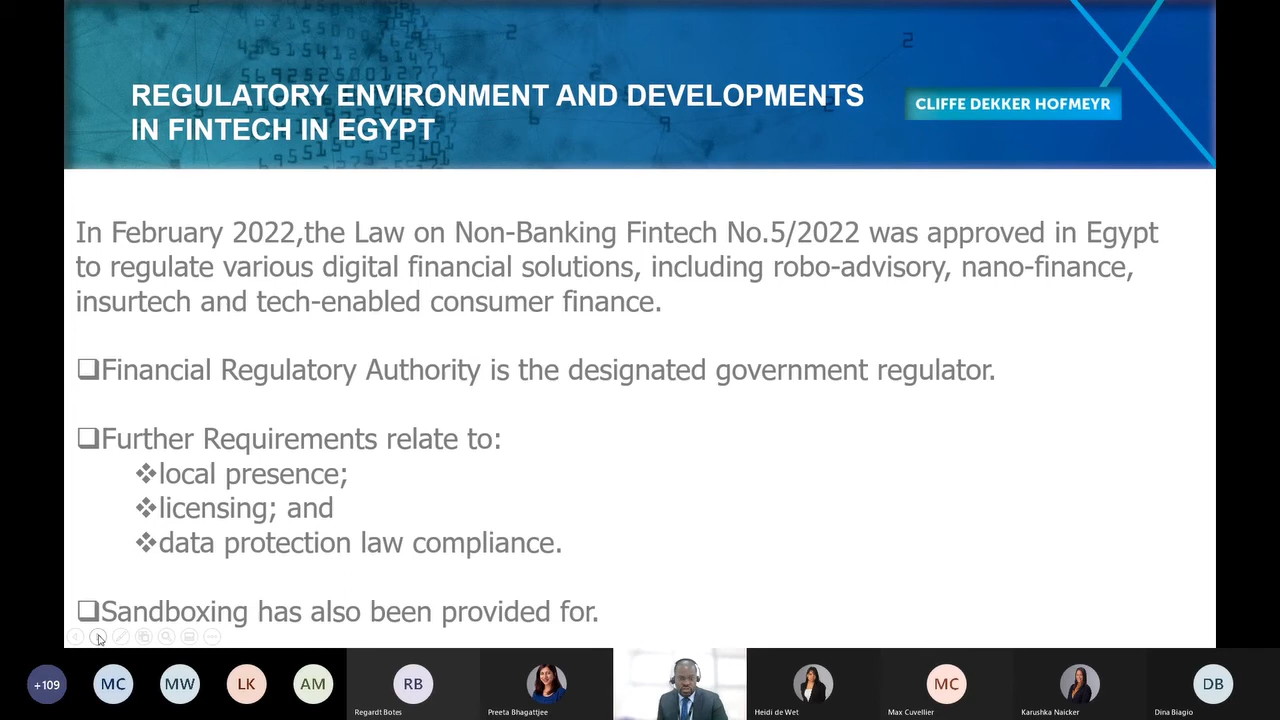 REGULATORY ENVIRONMENT AND DEVELOPMENTS
IN FINTECH IN EGYPT
CLIFFE DEKKER HOFMEYR
In February 2022,the Law on Non-Banking Fintech No.5/2022 was approved in Egypt
to regulate various digital financial solutions, including robo-advisory, nano-finance,
insurtech and tech-enabled consumer finance.
❑Financial Regulatory Authority is the designated government regulator.
❑Further Requirements relate to:
❖local presence;
❖licensing; and
❖data protection law compliance.
❑Sandboxing has also been provided for.
+109
MC
MW
LK
AM
RB
Regardt Botes
Preeta Bhagattjee
Heidi de Wet
MC
Max Cuvellier
Karushka Naicker
DB
Dina Biagio